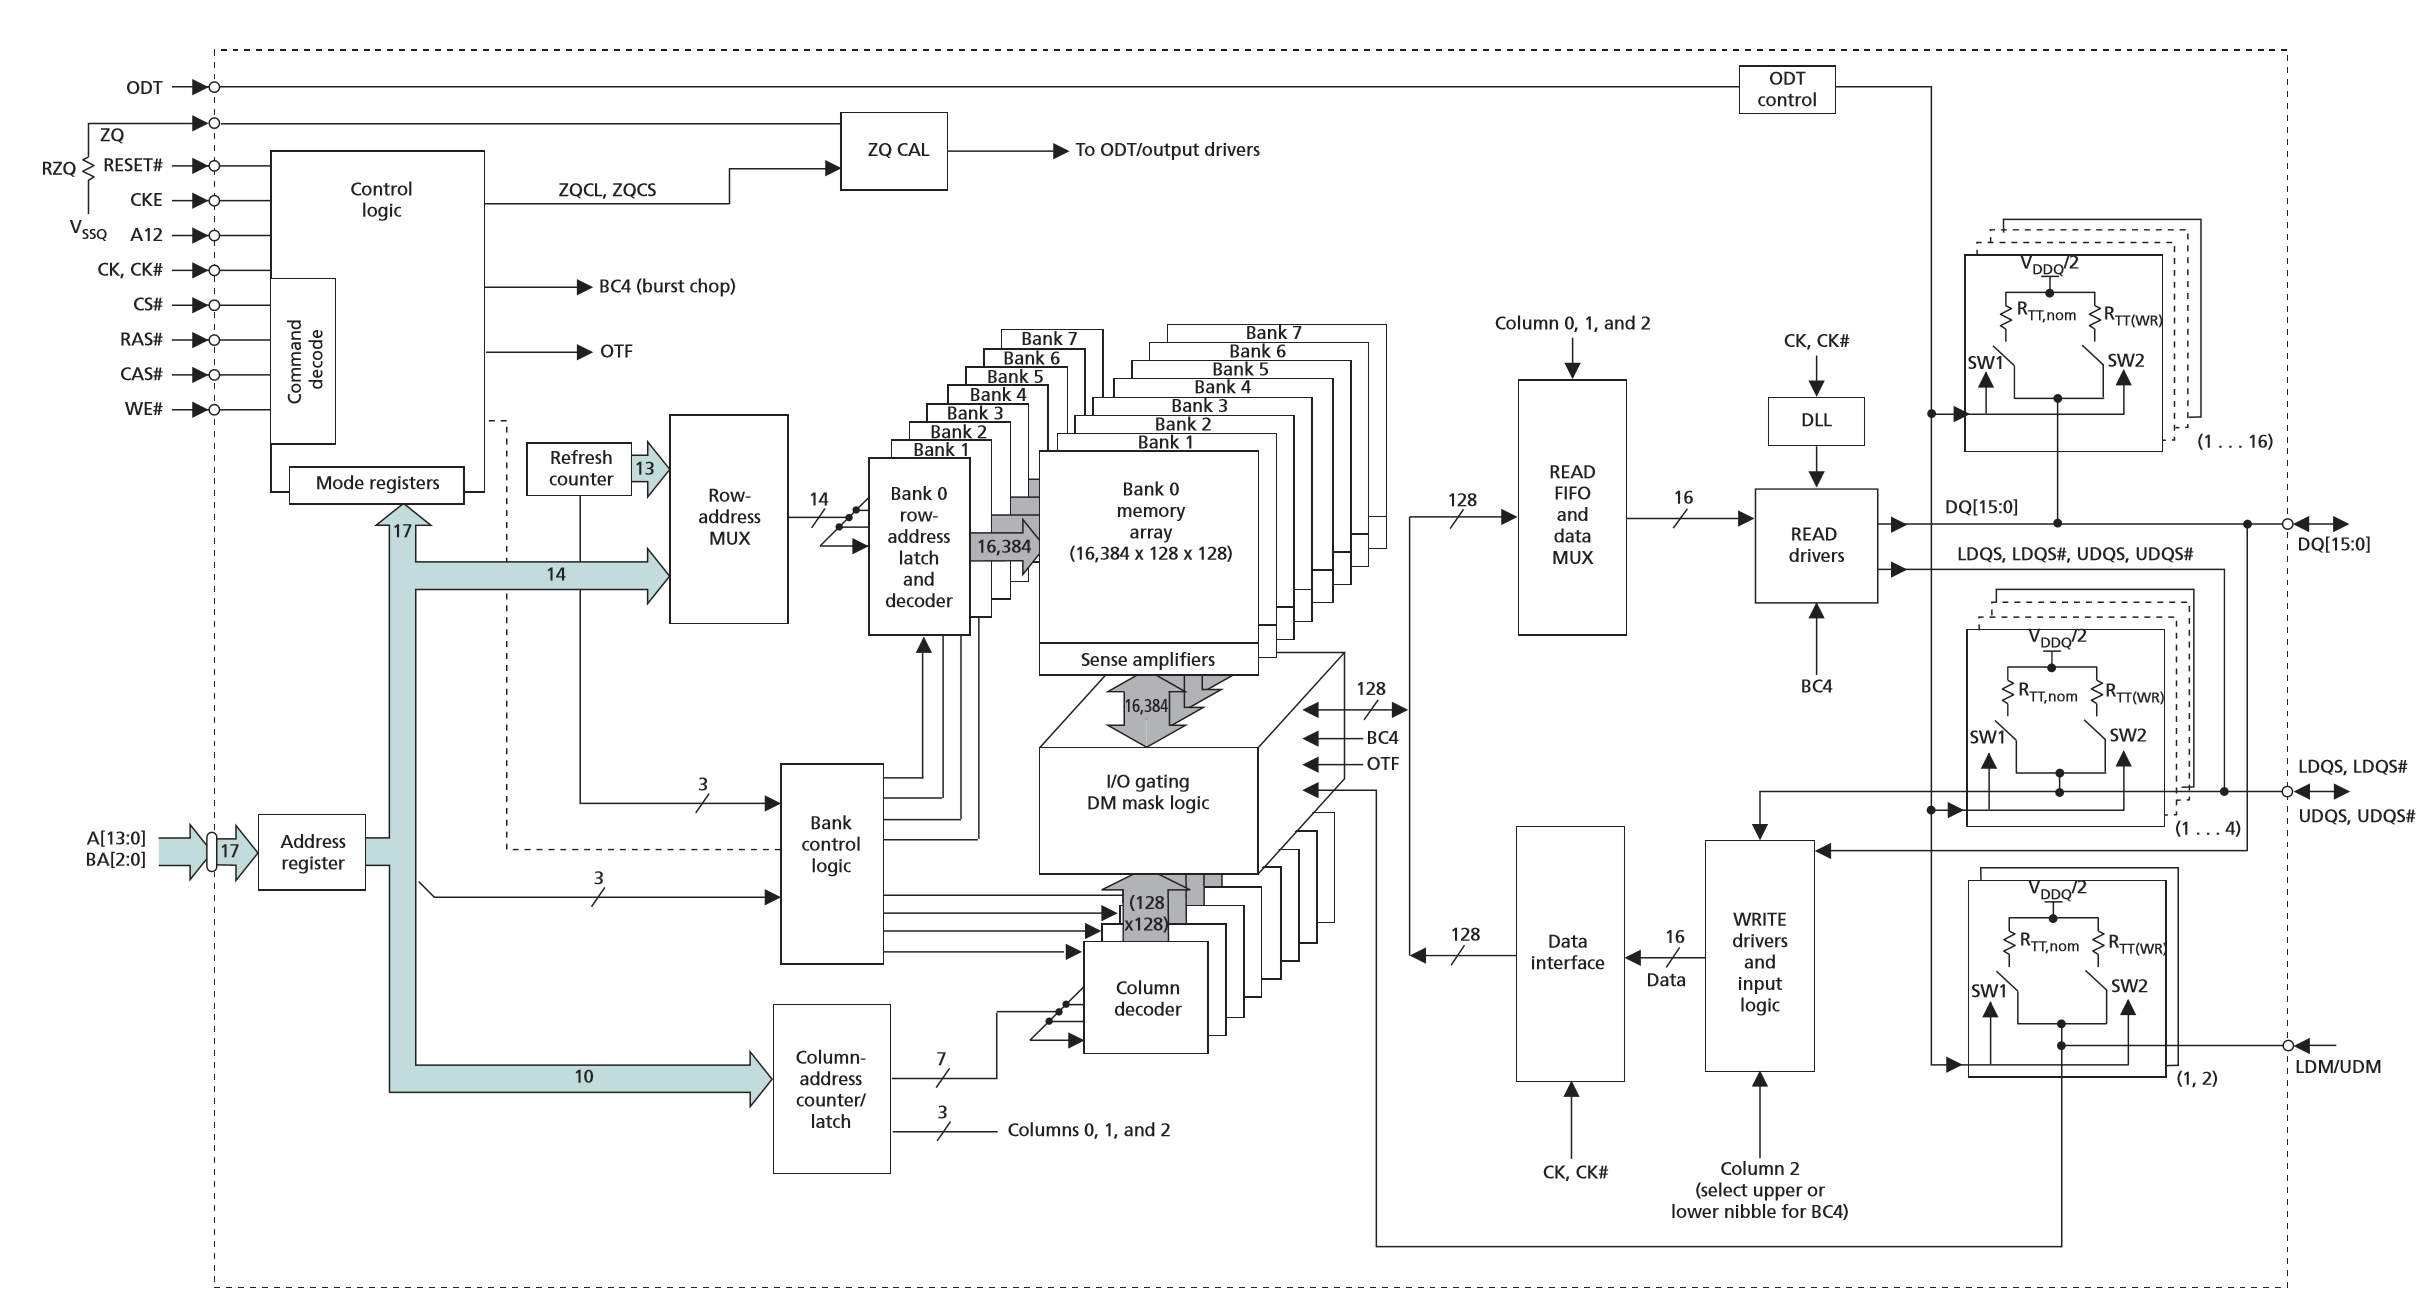 ODT
ZQ
RZQ
VSSQ
RESET#
CKE
A12
CK, CK#
CS#
RAS#
CAS#
WE#
Control
logic
Command
decode
Mode registers
ZQCL, ZQCS
ZQ CAL
To ODT/output drivers
BC4 (burst chop)
OTF
ODT
control
Refresh
counter
13
Row-
address
MUX
14
17
14
Bank 7
Bank 6
Bank 5
Bank 4
Bank 3
Bank 2
Bank 1
Bank 0
row-
address
latch
and
decoder
16,384
Bank 7
Bank 6
Bank 5
Bank 4
Bank 3
Bank 2
Bank 1
Bank 0
memory
array
(16,384 x 128 x 128)
Sense amplifiers
16,384
I/O gating
DM mask logic
128
BC4
OTF
(128
x128)
Column
decoder
A[13:0]
BA[2:0]
17
Address
register
3
3
Bank
control
logic
10
Column-
address
counter/
latch
7
3
Columns 0, 1, and 2
Column 0, 1, and 2
128
READ
FIFO
and
data
MUX
16
CK, CK#
DLL
READ
drivers
BC4
DQ[15:0]
LDQS, LDQS#, UDQS, UDQS#
128
Data
interface
16
Data
WRITE
drivers
and
input
logic
CK, CK#
Column 2
(select upper or
lower nibble for BC4)
VDDQ/2
RTT,nom
RTT(WR)
SW1
SW2
(1 . . . 16)
DQ[15:0]
VDDQ/2
RTT,nom
RTT(WR)
SW1
SW2
(1 . . . 4)
LDQS, LDQS#
UDQS, UDQS#
VDDQ/2
RTT,nom
RTT(WR)
SW1
SW2
(1, 2)
LDM/UDM